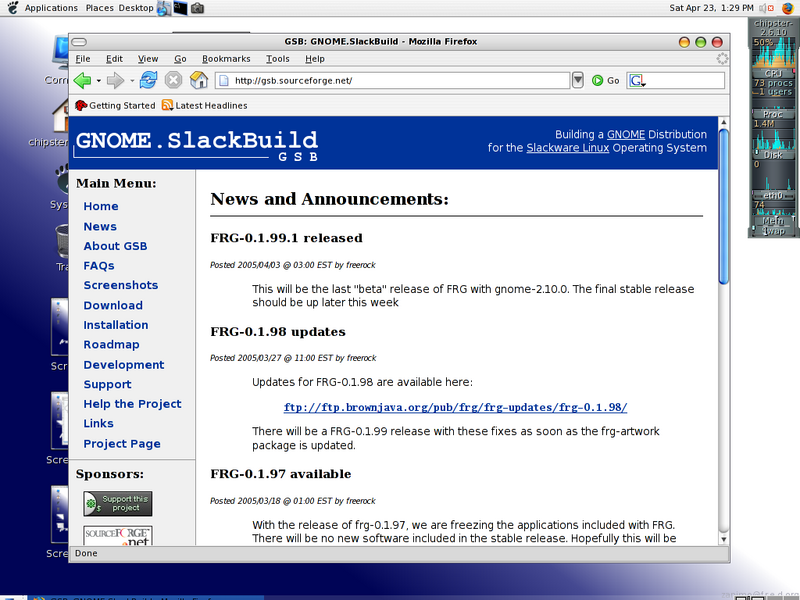 Applications Places Desktop
Sat Apr 23, 1:29 PM
GSB: GNOME.SlackBuild - Mozilla Firefox
File Edit View Go Bookmarks Tools Help
http://gsb.sourceforge.net/
Go
G
Getting Started Latest Headlines
GNOME.SlackBuild
GSB
Building a GNOME Distribution
for the Slackware Linux Operating System
Main Menu:
Home
News
About GSB
FAQs
Screenshots
Download
Installation
Roadmap
Development
Support
Help the Project
Links
Project Page
Sponsors:
Support this
project
SOURCEFORGE
.net
News and Announcements:
FRG-0.1.99.1 released
Posted 2005/04/03 @ 03:00 EST by freerock
This will be the last "beta" release of FRG with gnome-2.10.0. The final stable release
should be up later this week
FRG-0.1.98 updates
Posted 2005/03/27 @ 11:00 EST by freerock
Updates for FRG-0.1.98 are available here:
ftp://ftp.brownjava.org/pub/frg/frg-updates/frg-0.1.98/
There will be a FRG-0.1.99 release with these fixes as soon as the frg-artwork
package is updated.
FRG-0.1.97 available
Posted 2005/03/18 @ 01:00 EST by freerock
With the release of frg-0.1.97, we are freezing the applications included with FRG.
There will be no new software included in the stable release. Hopefully this will be
Done
Com
chipster
Sys
Tra
Scr
Scree
Scree
chipster-
2.6.10
50%
CPU
73 procs
1 users
Proc
1.4M
Disk
0
eth0
74
Mem
Swap
GSB: GNOME.SlackBuild - Mozilla Firefox